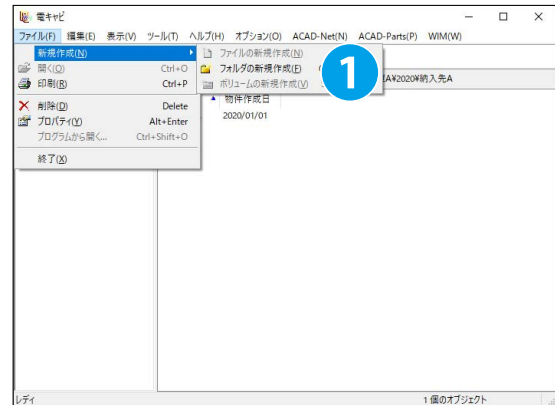 電キャビ
ファイル(F) 編集(E) 表示(V) ツール(T) ヘルプ(H) オプション(O) ACAD-Net(N) ACAD-Parts(P) WIM(W)
新規作成(N)
ファイルの新規作成(N)
開く(O) Ctrl+O
フォルダの新規作成(F)
印刷(R) Ctrl+P
ボリュームの新規作成(V)
1
A¥2020¥納入先A
削除(D) Delete
物件作成日
プロパティ(Y) Alt+Enter
2020/01/01
プログラムから開く... Ctrl+Shift+O
終了(X)
レディ
1 個のオブジェクト